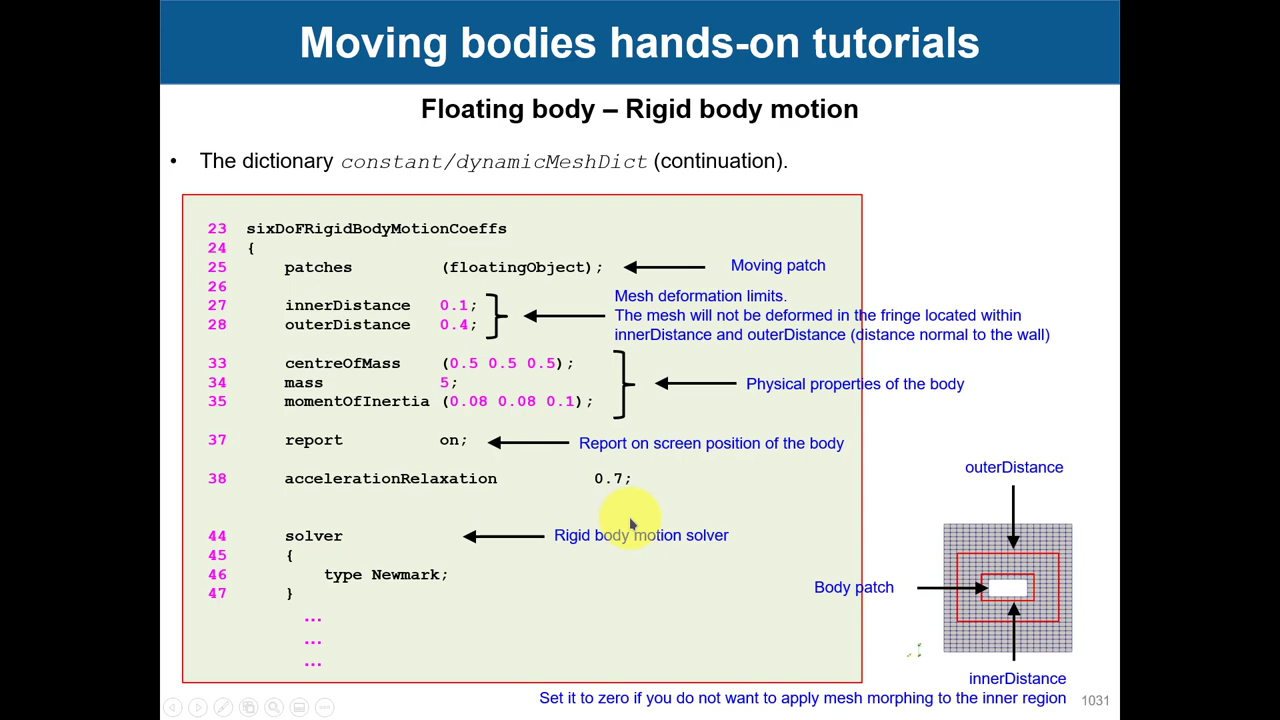 Moving bodies hands-on tutorials
Floating body – Rigid body motion
• The dictionary constant/dynamicMeshDict (continuation).
23 sixDoFRigidBodyMotionCoeffs
24 {
25 patches (floatingObject); Moving patch
26
27 innerDistance 0.1;
28 outerDistance 0.4;
Mesh deformation limits.
The mesh will not be deformed in the fringe located within
innerDistance and outerDistance (distance normal to the wall)
33 centreOfMass (0.5 0.5 0.5);
34 mass 5;
35 momentOfInertia (0.08 0.08 0.1);
Physical properties of the body
37 report on; Report on screen position of the body
38 accelerationRelaxation 0.7;
44 solver Rigid body motion solver
45 {
46 type Newmark;
47 }
...
...
...
outerDistance
Body patch
innerDistance
Set it to zero if you do not want to apply mesh morphing to the inner region
1031